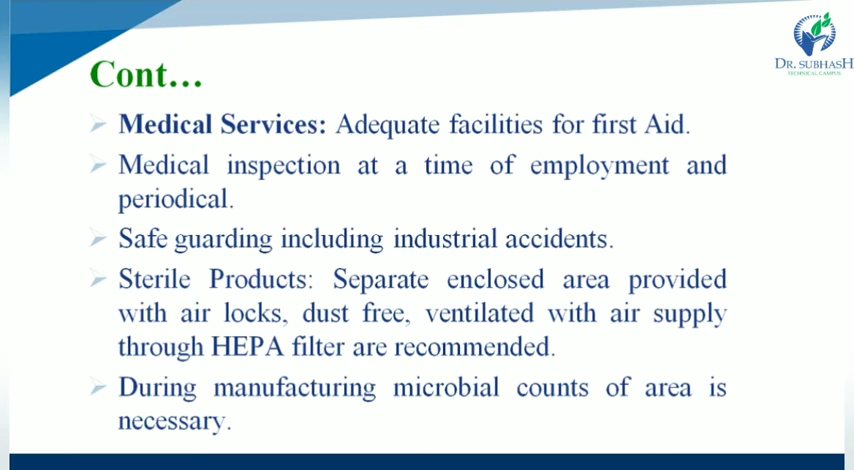 DR. SUBHASH
TECHNICAL CAMPUS
Cont…
Medical Services: Adequate facilities for first Aid.
Medical inspection at a time of employment and
periodical.
Safe guarding including industrial accidents.
Sterile Products: Separate enclosed area provided
with air locks, dust free, ventilated with air supply
through HEPA filter are recommended.
During manufacturing microbial counts of area is
necessary.